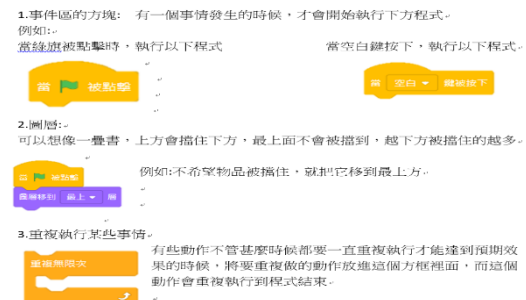 1.事件區的方塊: 有一個事情發生的時候，才會開始執行下方程式
例如:
當綠旗被點擊時，執行以下程式 當空白鍵按下，執行以下程式
當 被點擊 當 空白 鍵被按下
2.圖層:
可以想像一疊書，上方會擋住下方，最上面不會被擋到，越下方被擋住的越多
當 被點擊 例如:不希望物品被擋住，就把它移到最上方
圖層移到 最上 層
3.重複執行某些事情
有些動作不管甚麼時候都要一直重複執行才能達到預期效
重複無限次 果的時候，將要重複做的動作放進這個方框裡面，而這個
動作會重複執行到程式結束